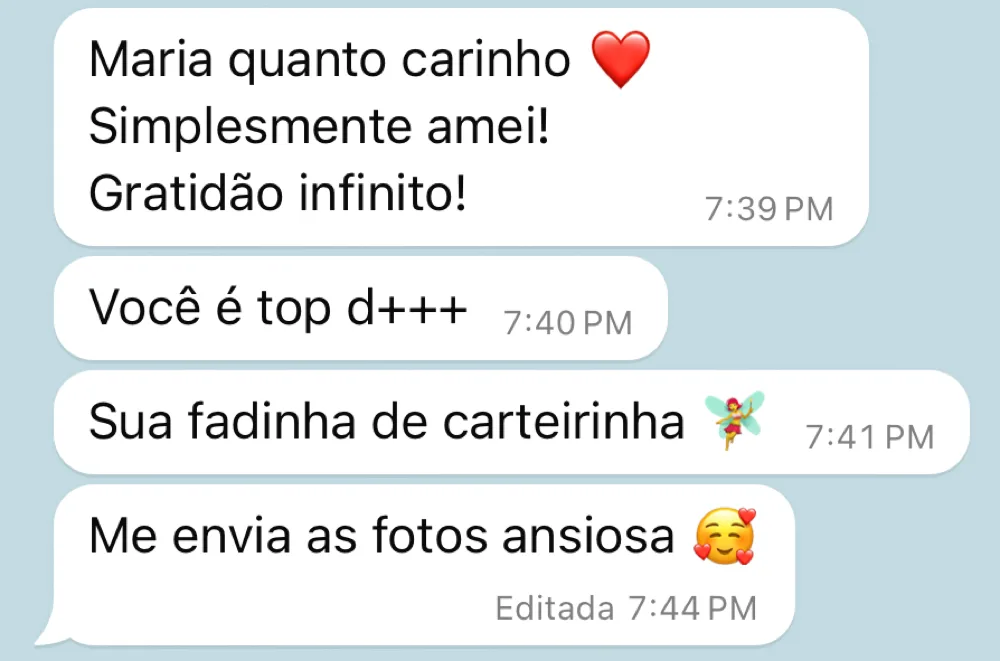 Maria quanto carinho ❤️
Simplesmente amei!
Gratidão infinito!
7:39 PM
Você é top d+++ 7:40 PM
Sua fadinha de carteirinha 🧚 7:41 PM
Me envia as fotos ansiosa 🥰
Editada 7:44 PM